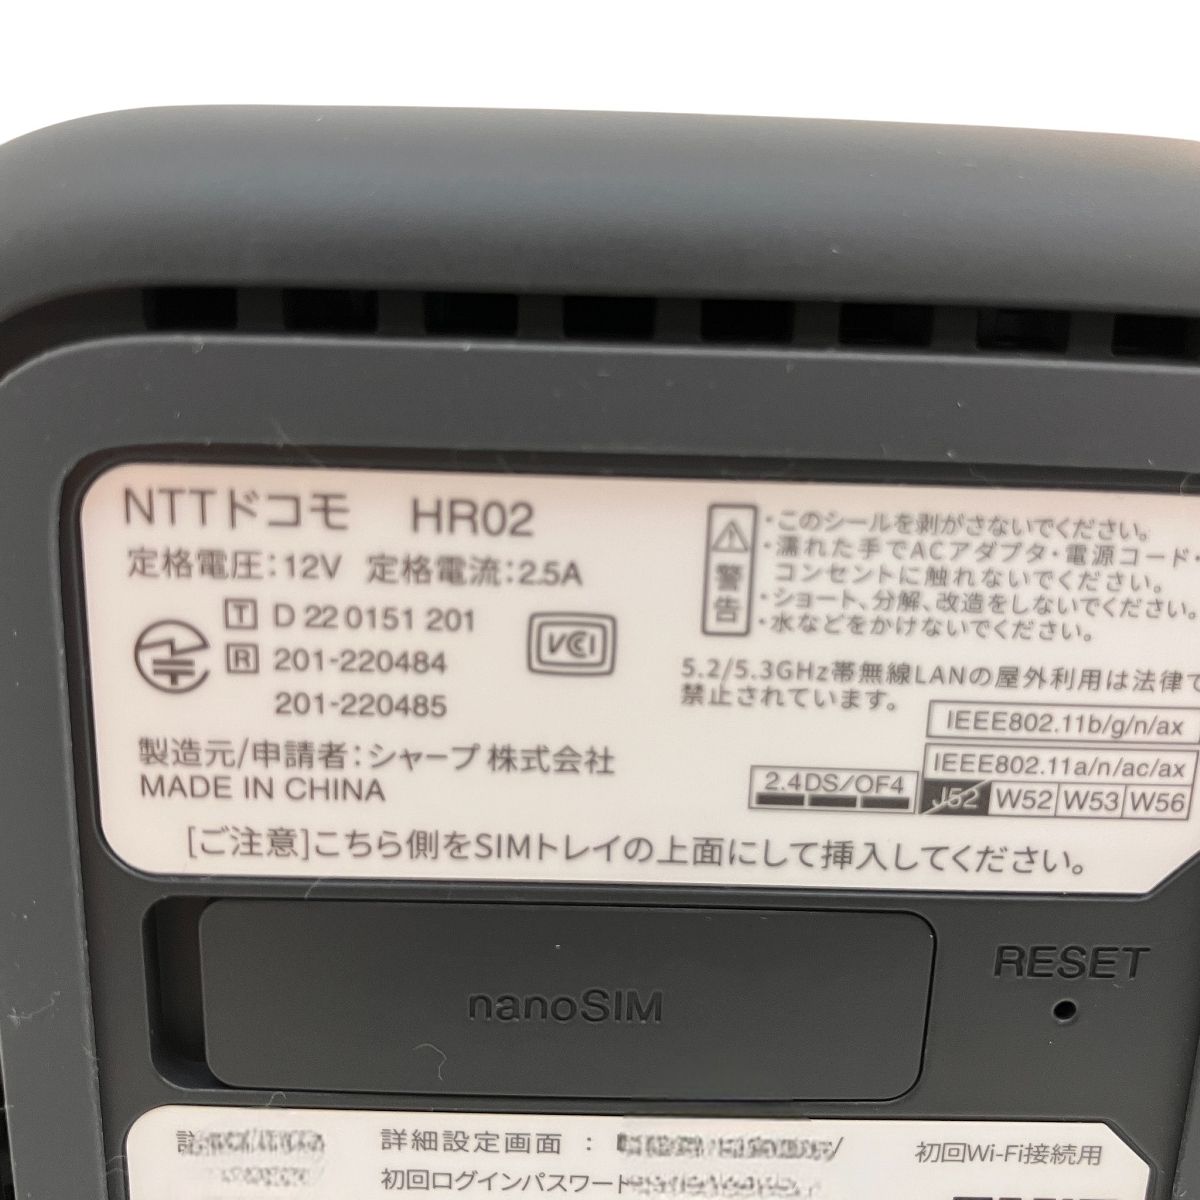 NTTドコモ HR02
定格電圧:12V 定格電流:2.5A
T D 22 0151 201
R 201-220484
201-220485
VCCI
製造元/申請者:シャープ 株式会社
MADE IN CHINA
警告
・このシールを剥がさないでください。
・濡れた手でACアダプタ・電源コード・
コンセントに触れないでください。
・ショート、分解、改造をしないでください。
・水などをかけないでください。
5.2/5.3GHz帯無線LANの屋外利用は法律で
禁止されています。
IEEE802.11b/g/n/ax
IEEE802.11a/n/ac/ax
2.4DS/OF4
J52 W52 W53 W56
[ご注意]こちら側をSIMトレイの上面にして挿入してください。
nanoSIM
RESET
詳細設定画面:
初回ログインパスワード
初回Wi-Fi接続用